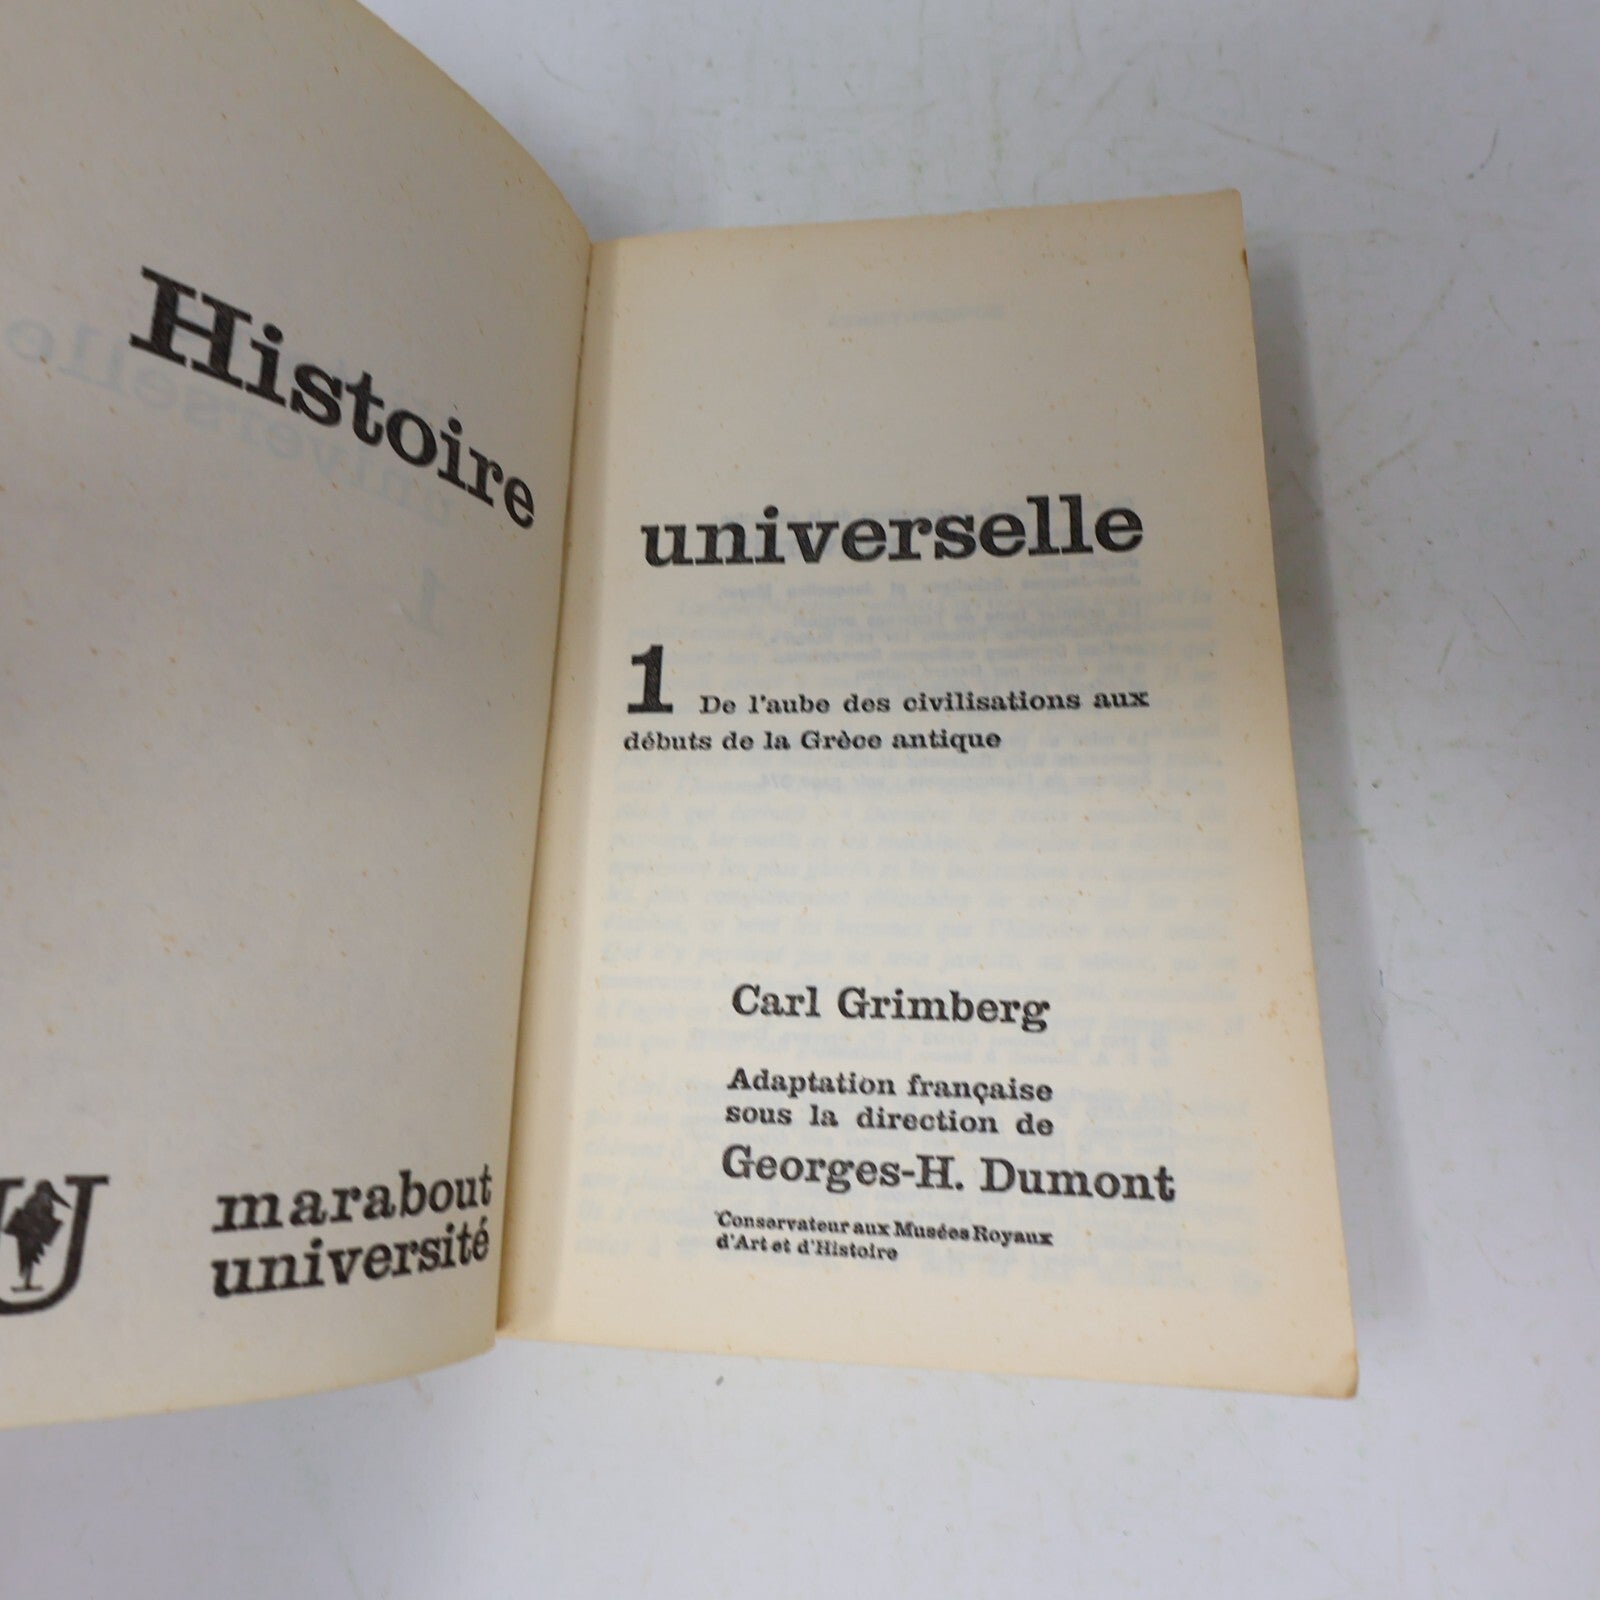 Histoire
marabout
université
universelle
1 De l'aube des civilisations aux
débuts de la Grèce antique
Carl Grimberg
Adaptation française
sous la direction de
Georges-H. Dumont
Conservateur aux Musées Royaux
d'Art et d'Histoire